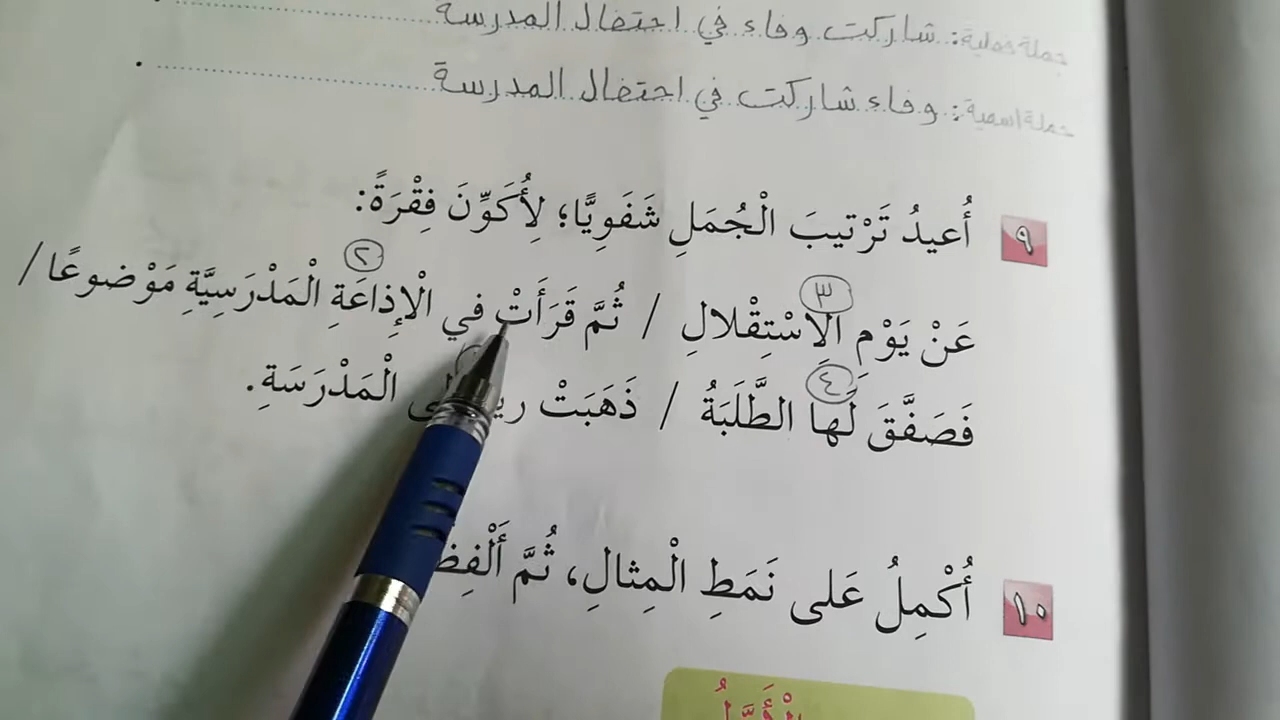 جملة فعلية: شاركت وفاء في احتفال المدرسة
جملة اسمية: وفاء شاركت في احتفال المدرسة .
٩ أُعيدُ تَرْتيبَ الْجُمَلِ شَفَوِيًّا؛ لِأُكَوِّنَ فِقْرَةً:
٣ ٢
عَنْ يَوْمِ الِاسْتِقْلالِ / ثُمَّ قَرَأَتْ في الْإِذاعَةِ الْمَدْرَسِيَّةِ مَوْضوعًا /
٤
فَصَفَّقَ لَها الطَّلَبَةُ / ذَهَبَتْ الْمَدْرَسَةِ.
١٠ أُكْمِلُ عَلى نَمَطِ الْمِثالِ، ثُمَّ